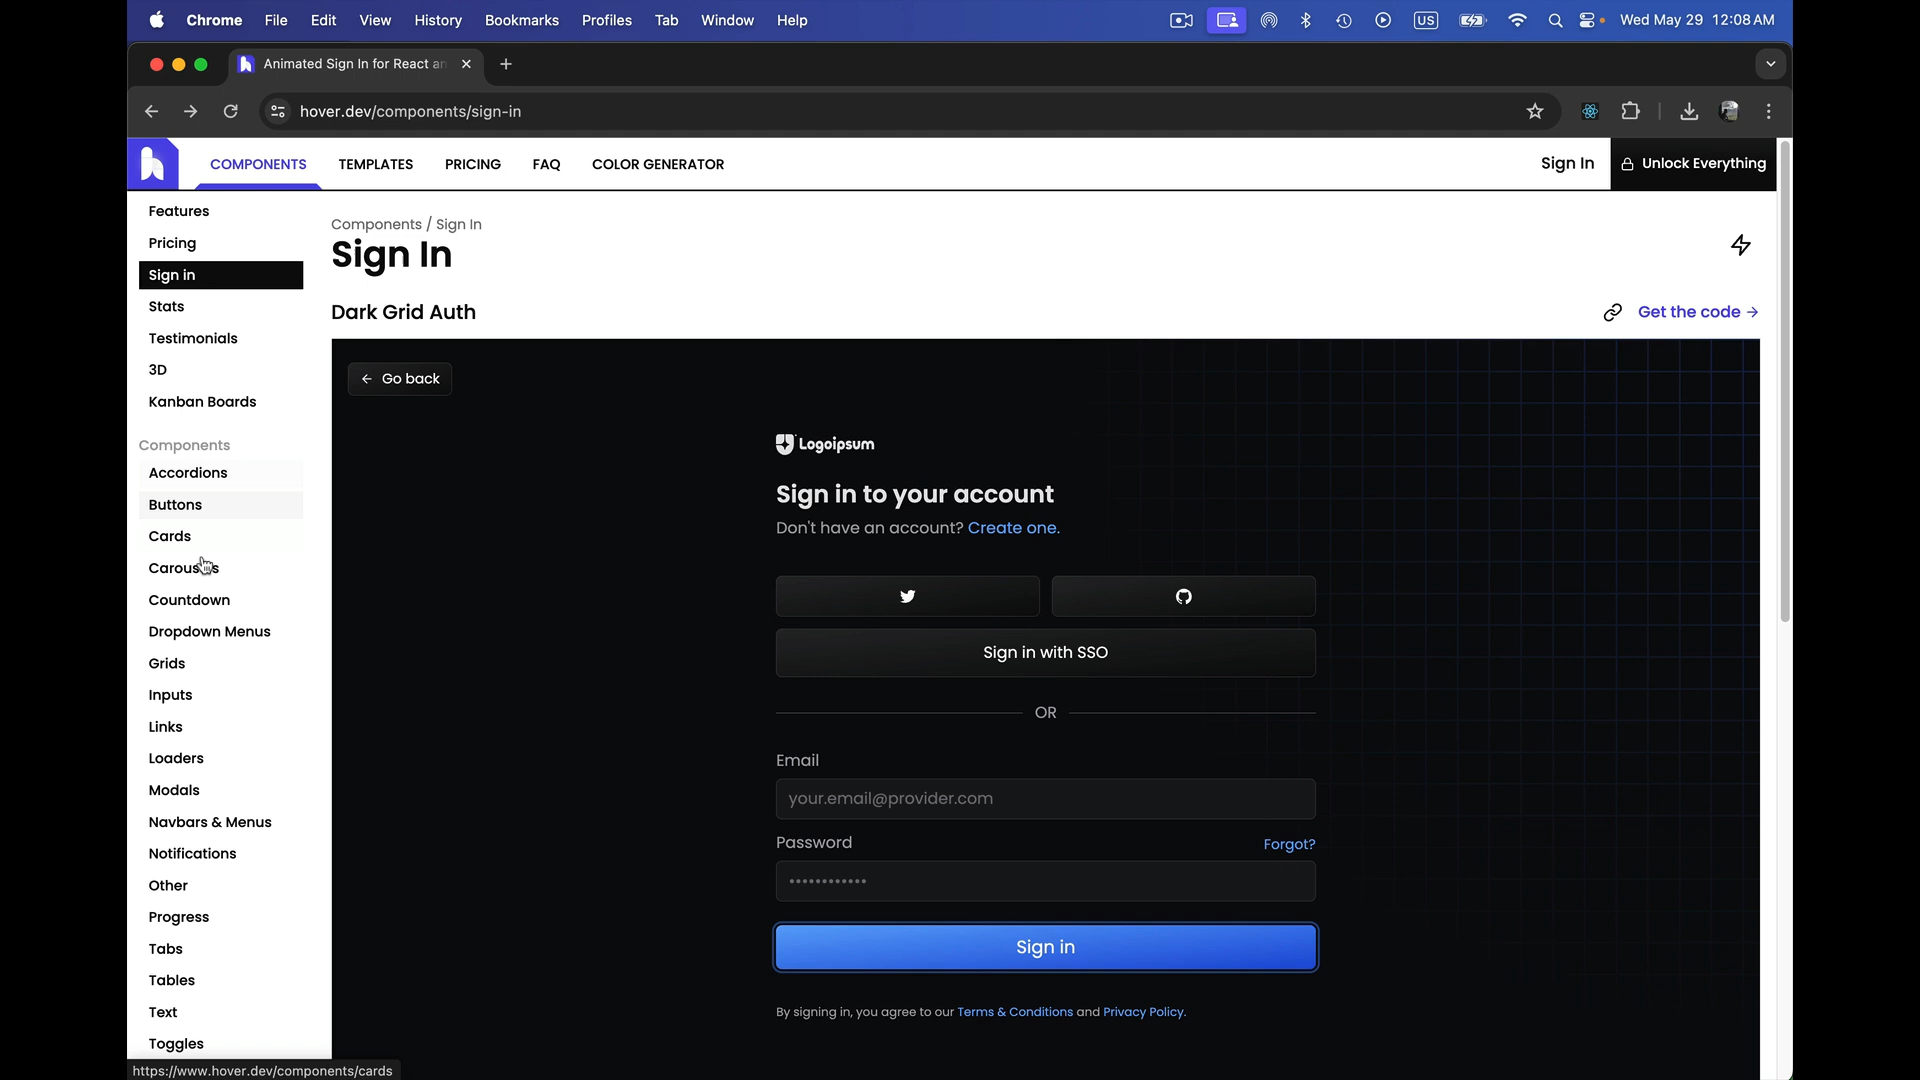 Chrome File Edit View History Bookmarks Profiles Tab Window Help US Wed May 29 12:08 AM
Animated Sign In for React an
hover.dev/components/sign-in
COMPONENTS TEMPLATES PRICING FAQ COLOR GENERATOR Sign In Unlock Everything
Features
Pricing
Sign in
Stats
Testimonials
3D
Kanban Boards
Components
Accordions
Buttons
Cards
Carousels
Countdown
Dropdown Menus
Grids
Inputs
Links
Loaders
Modals
Navbars & Menus
Notifications
Other
Progress
Tabs
Tables
Text
Toggles
https://www.hover.dev/components/cards
Components / Sign In
Sign In
Dark Grid Auth
Get the code →
← Go back
Logoipsum
Sign in to your account
Don't have an account? Create one.
Sign in with SSO
OR
Email
your.email@provider.com
Password Forgot?
••••••••••••
Sign in
By signing in, you agree to our Terms & Conditions and Privacy Policy.